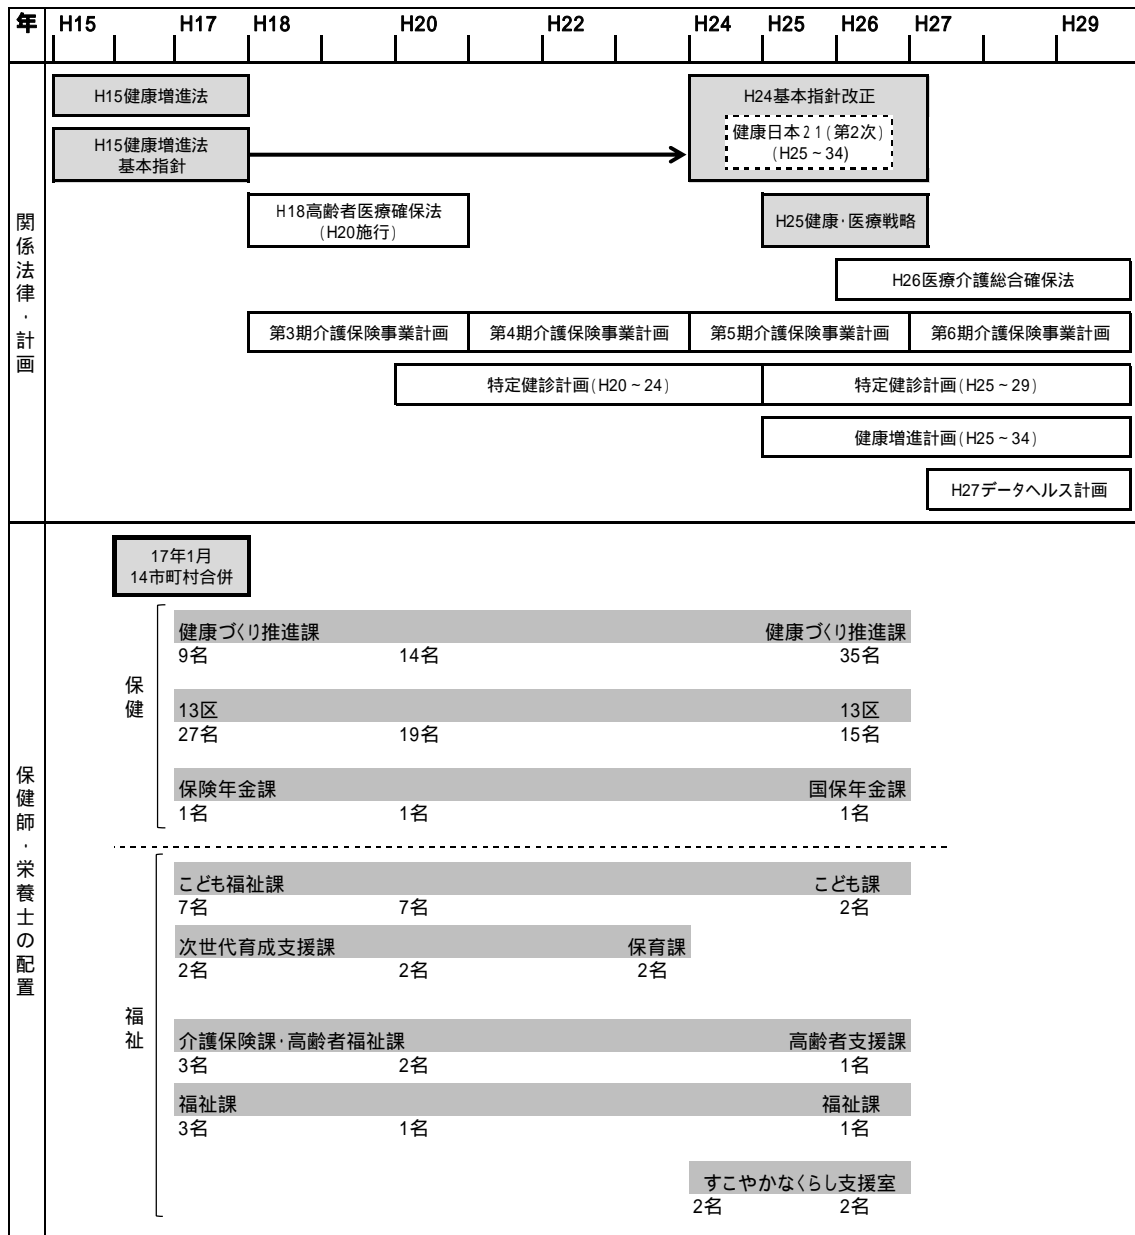 年 H15 H17 H18 H20 H22 H24 H25 H26 H27 H29
関係法律・計画
H15健康増進法
H24基本指針改正
健康日本21(第2次)
(H25~34)
H15健康増進法
基本指針
H18高齢者医療確保法
(H20施行)
H25健康・医療戦略
H26医療介護総合確保法
第3期介護保険事業計画 第4期介護保険事業計画 第5期介護保険事業計画 第6期介護保険事業計画
特定健診計画(H20~24) 特定健診計画(H25~29)
健康増進計画(H25~34)
H27データヘルス計画
保健師・栄養士の配置
17年1月
14市町村合併
保健
健康づくり推進課 健康づくり推進課
9名 14名 35名
13区 13区
27名 19名 15名
保険年金課 国保年金課
1名 1名 1名
福祉
こども福祉課 こども課
7名 7名 2名
次世代育成支援課 保育課
2名 2名 2名
介護保険課・高齢者福祉課 高齢者支援課
3名 2名 1名
福祉課 福祉課
3名 1名 1名
すこやかなくらし支援室
2名 2名